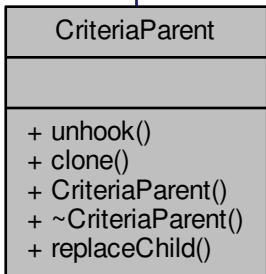 CriteriaParent
+ unhook()
+ clone()
+ CriteriaParent()
+ ~CriteriaParent()
+ replaceChild()